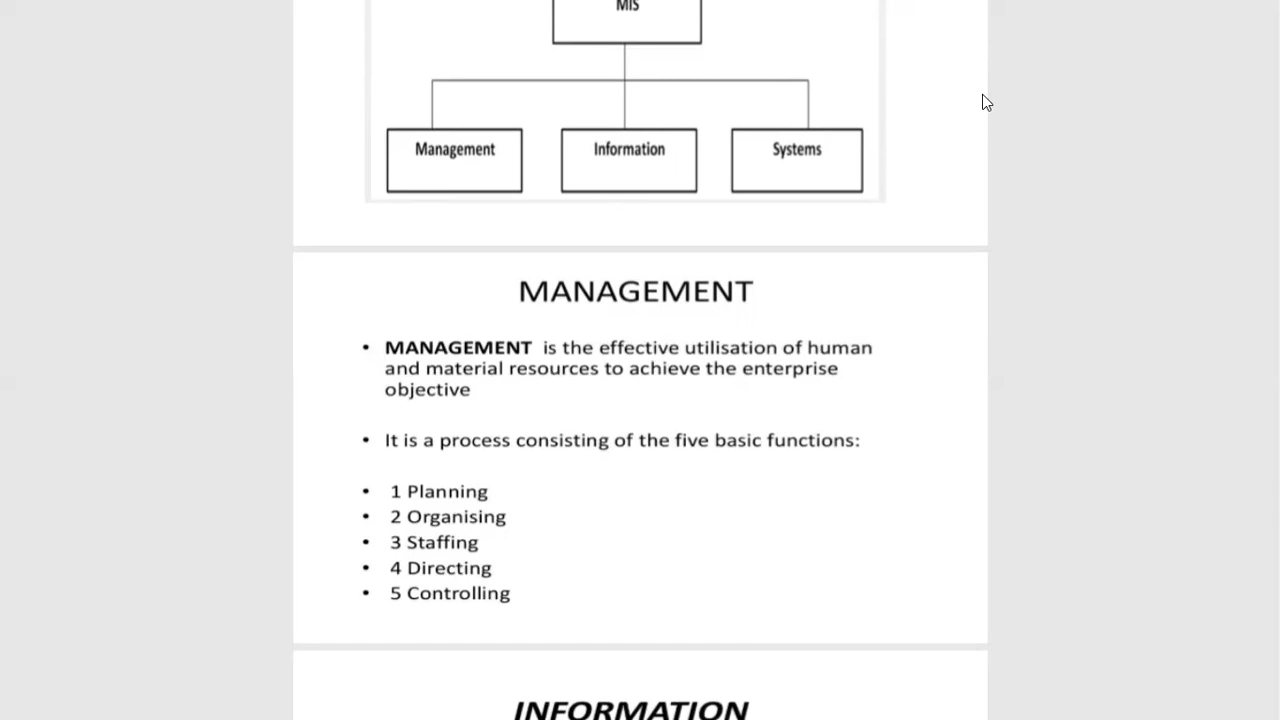 MIS
Management
Information
Systems
MANAGEMENT
• MANAGEMENT is the effective utilisation of human
and material resources to achieve the enterprise
objective
• It is a process consisting of the five basic functions:
• 1 Planning
• 2 Organising
• 3 Staffing
• 4 Directing
• 5 Controlling
INFORMATION